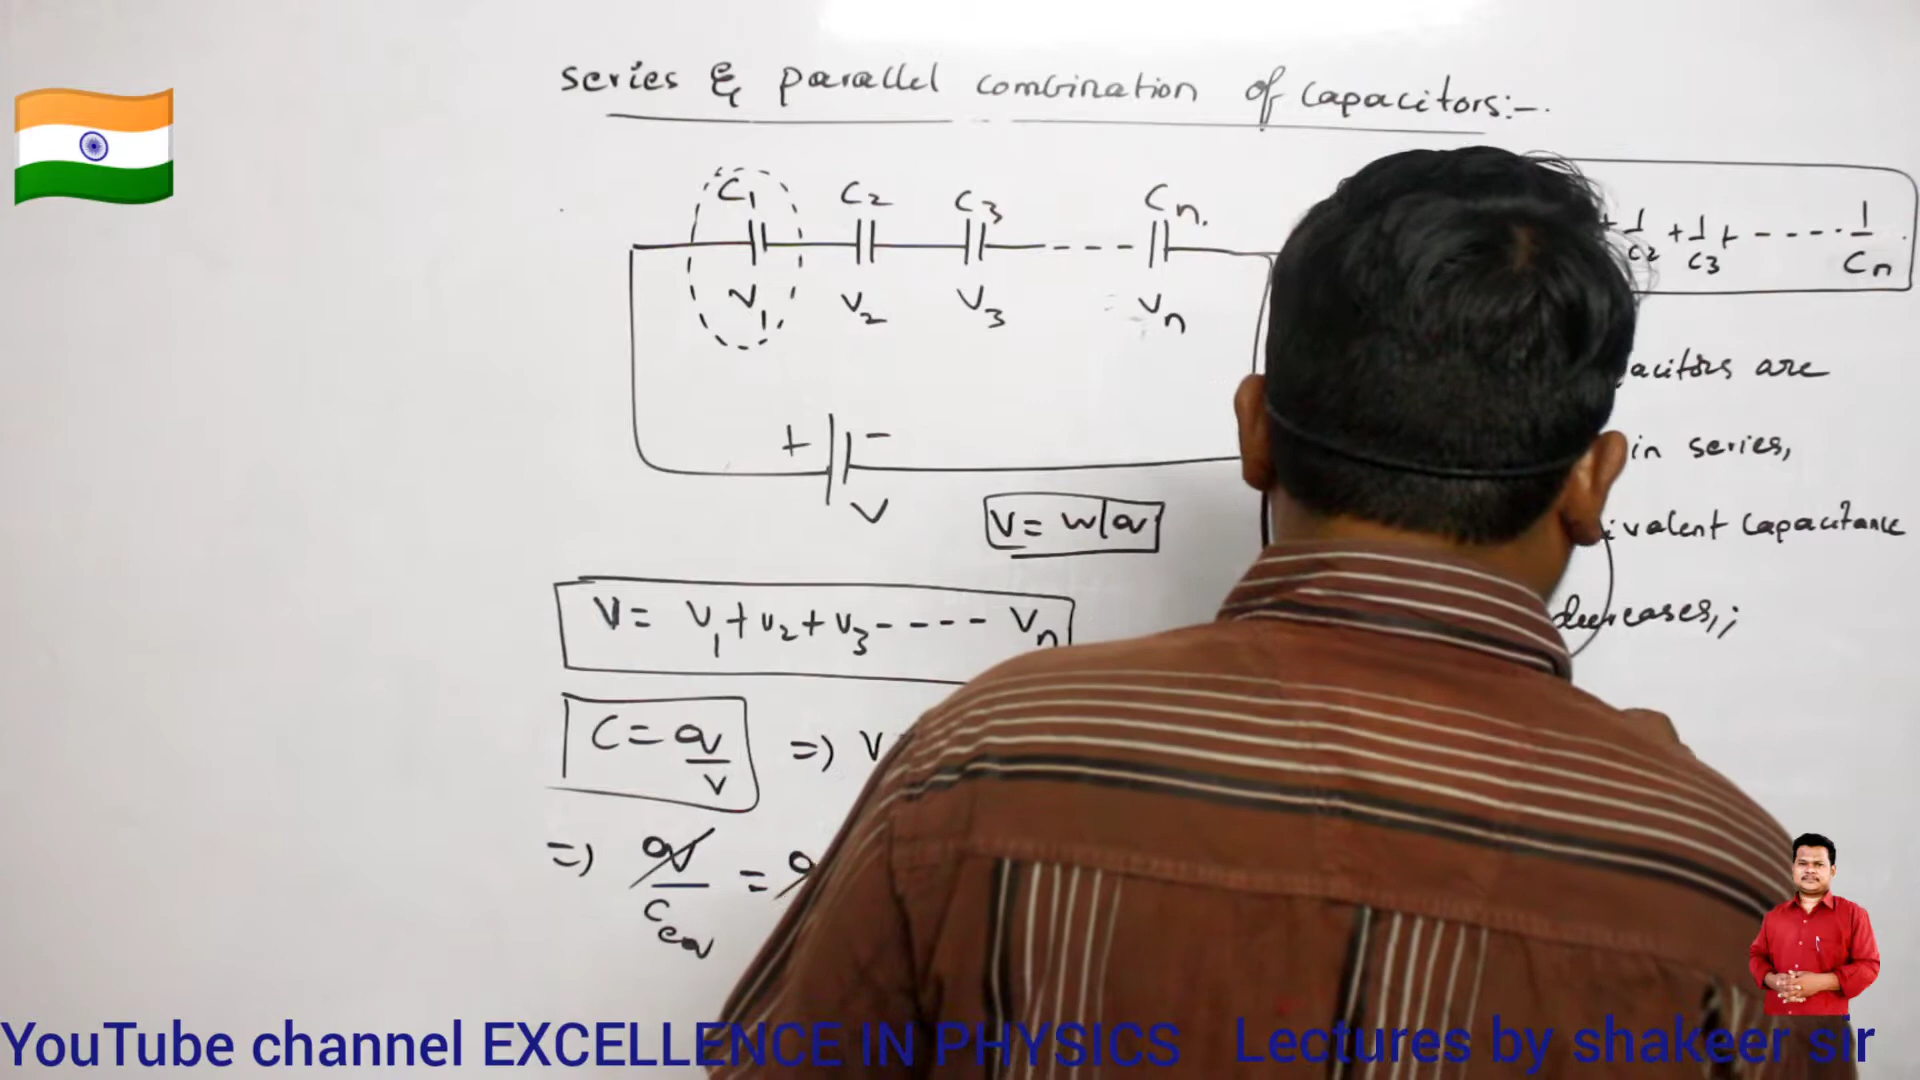 series & parallel combination of capacitors:-.
C1 C2 C3 Cn.
V1 V2 V3 Vn
+ -
V
V = W/q
V = V1 + V2 + V3 ---- Vn
C = q/V => V
=> q/Ceq =
+ 1/C2 + 1/C3 + ----- 1/Cn
are
in series,
capacitance
decreases,;
YouTube channel EXCELLENCE IN PHYSICS Lectures by shakeer sir